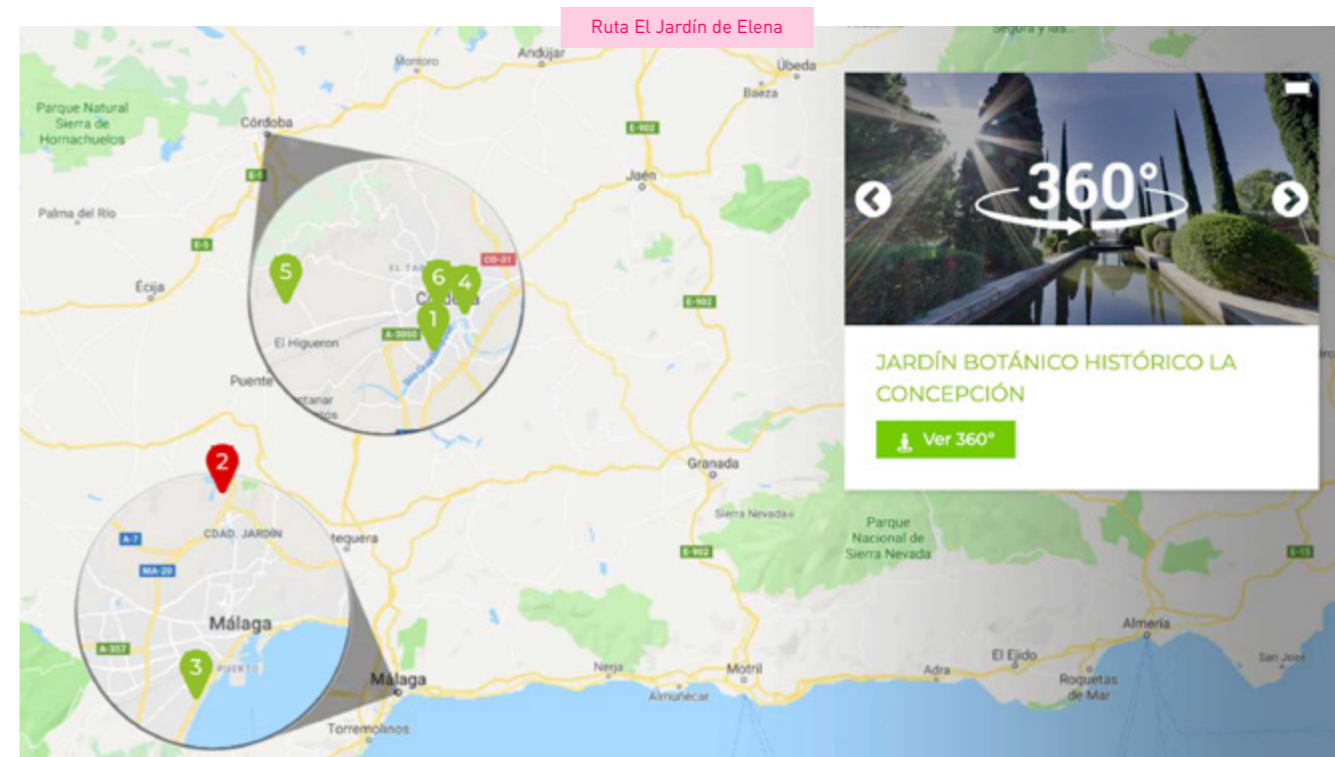 Ruta El Jardín de Elena
Montoro
Andújar
Úbeda
Baeza
Parque Natural
Sierra de
Hornachuelos
Córdoba
E-902
E-5
Jaén
360°
Palma del Río
E-5
CO-31
5
6
4
Écija
E-902
1
A-3050
El Higueron
JARDÍN BOTÁNICO HISTÓRICO LA
CONCEPCIÓN
Puente
Ver 360°
2
Granada
Sierra Nevada
Parque
Nacional de
Sierra Nevada
A-7
CDAD. JARDÍN
tequera
E-902
E-15
MA-20
Málaga
Almería
A-357
3
PUERTO
Málaga
Nerja
Motril
Adra
El Ejido
San José
Almuñécar
Roquetas
de Mar
Torremolinos